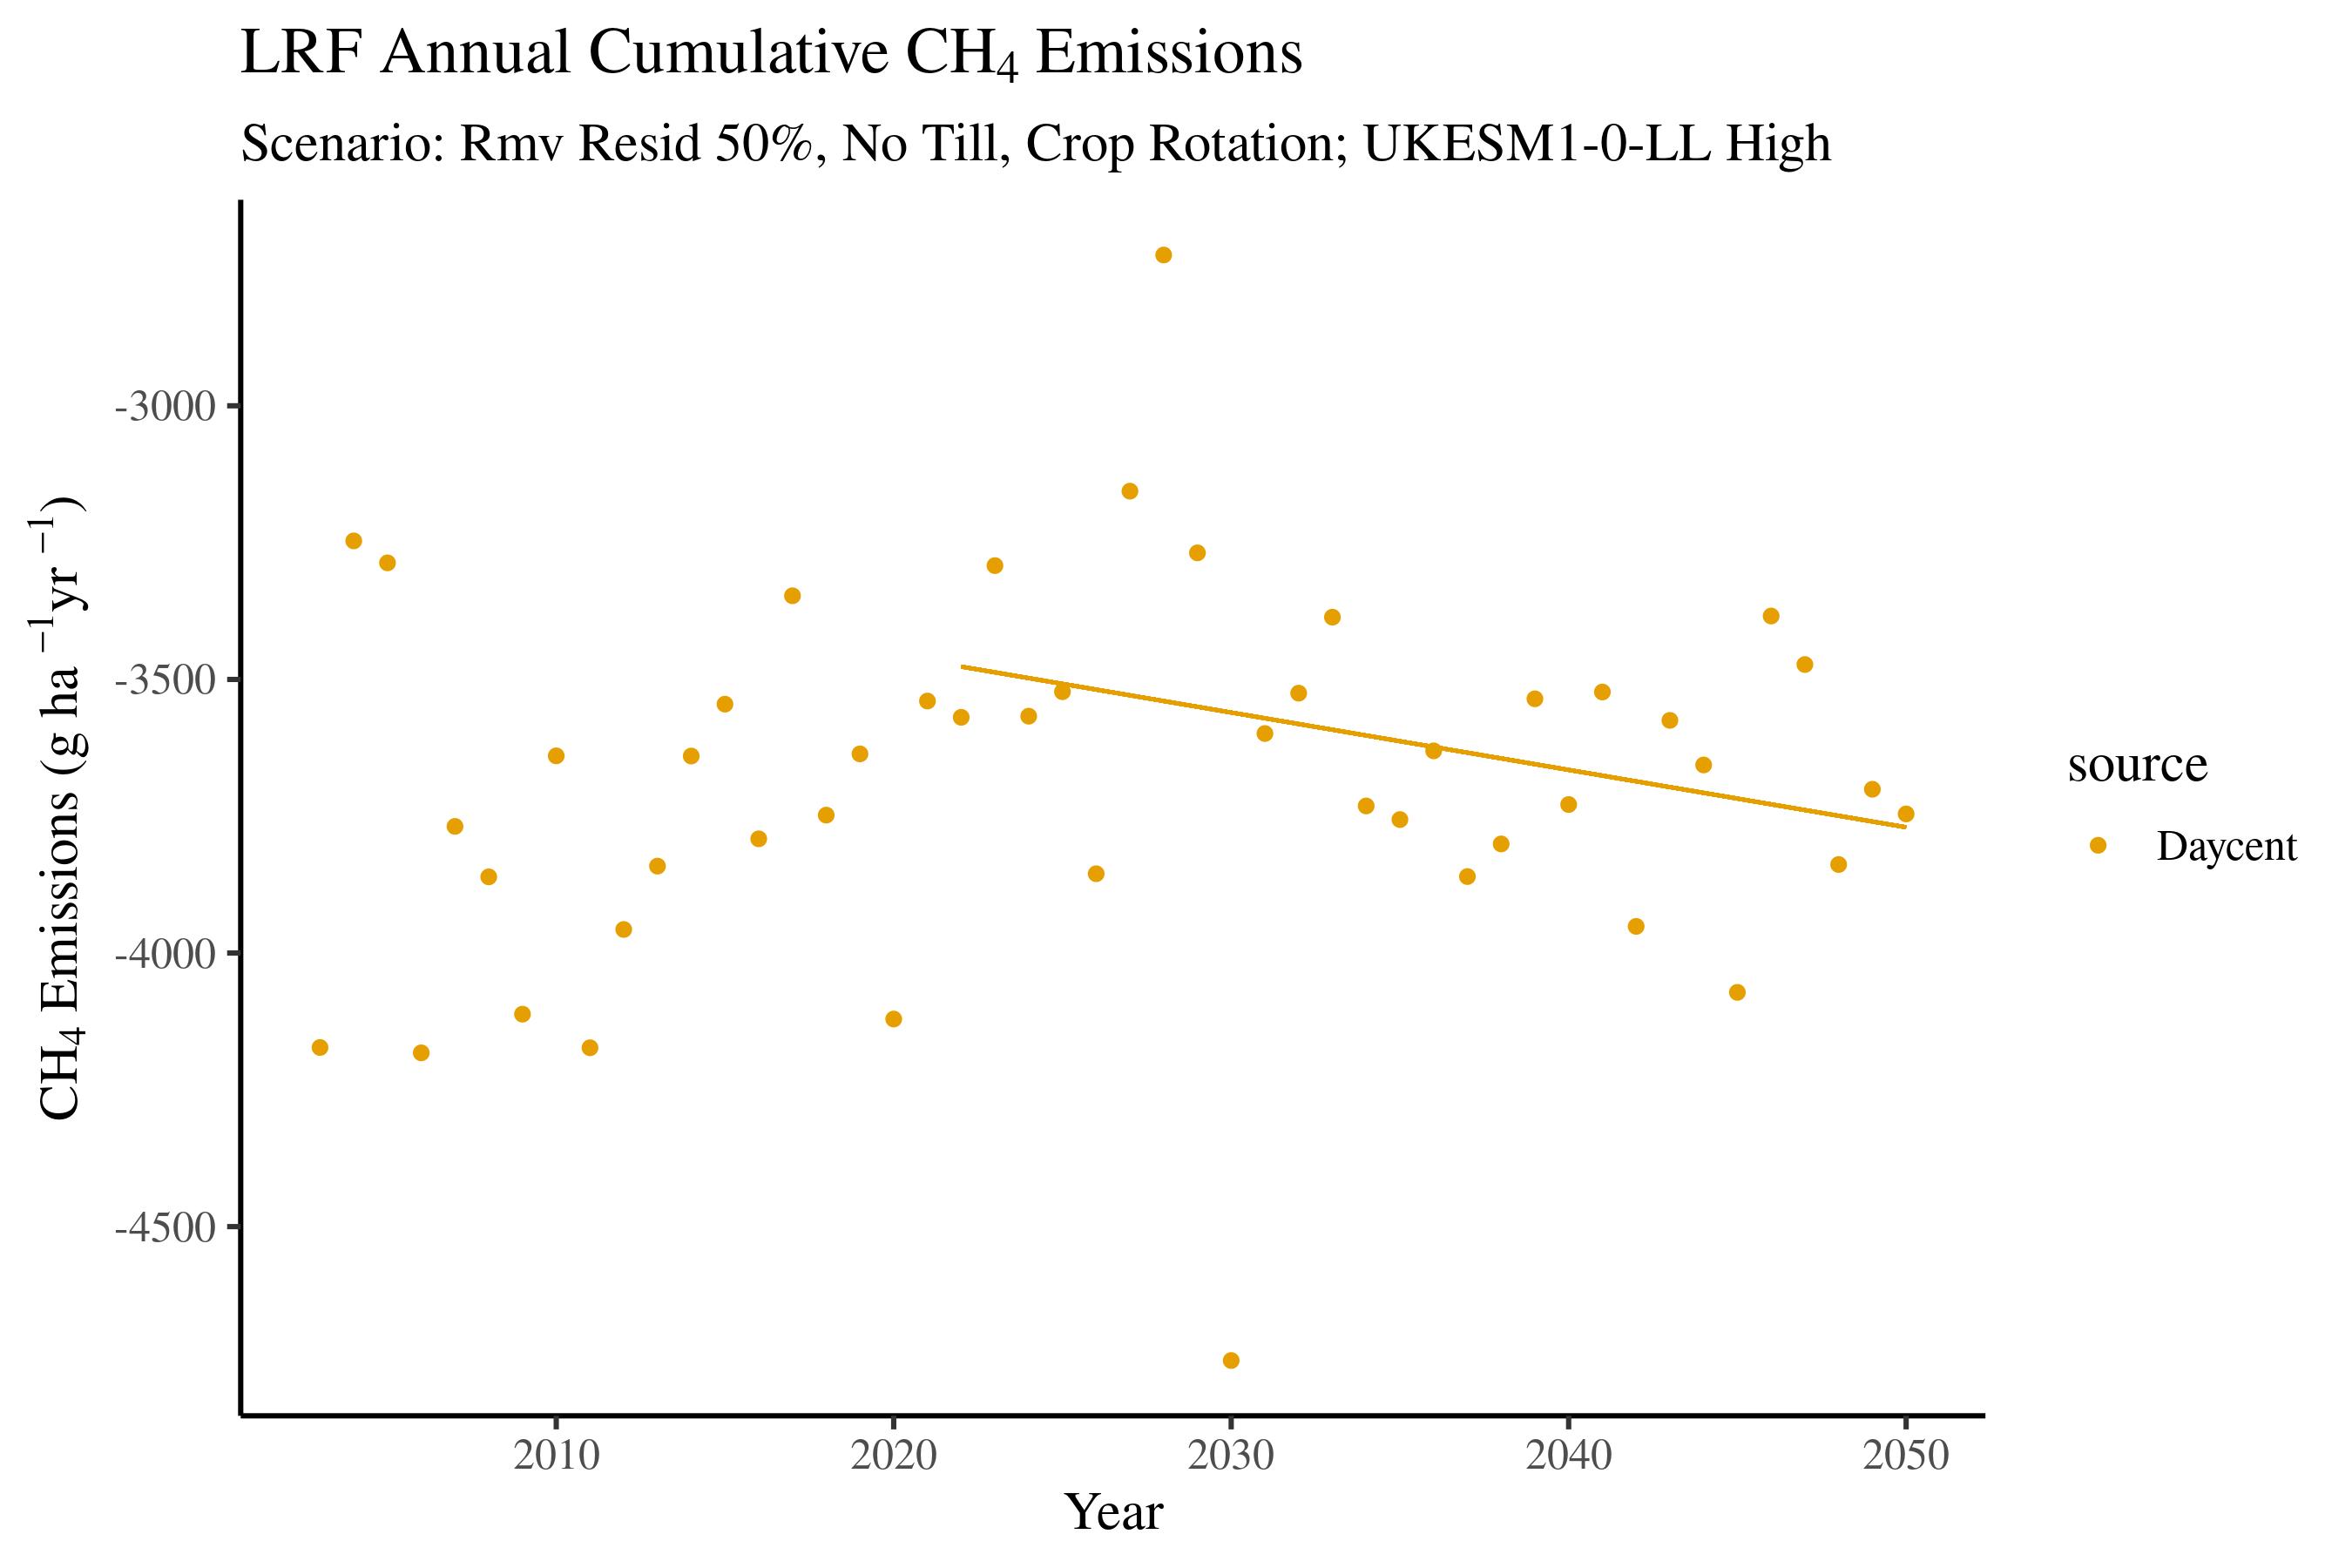 LRF Annual Cumulative CH₄ Emissions
Scenario: Rmv Resid 50%, No Till, Crop Rotation; UKESM1-0-LL High
CH₄ Emissions (g ha ⁻¹yr ⁻¹)
-3000
-3500
-4000
-4500
2010 2020 2030 2040 2050
Year
source
Daycent